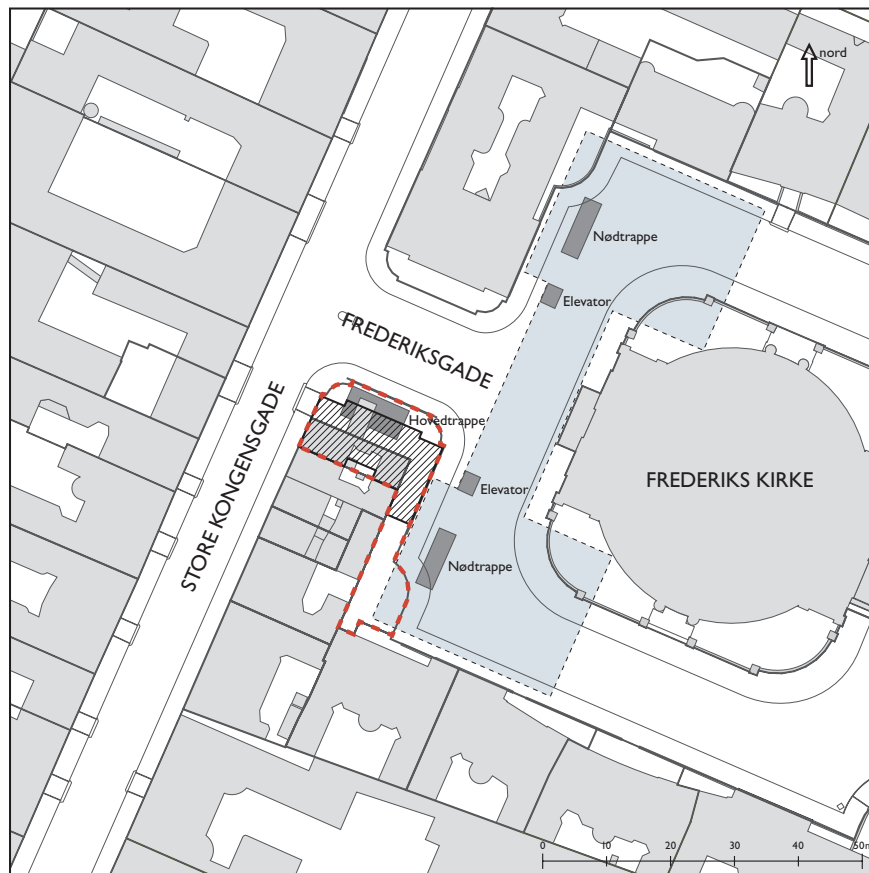 nord
Nødtrappe
Elevator
FREDERIKSGADE
Hovedtrappe
STORE KONGENSGADE
Elevator
FREDERIKS KIRKE
Nødtrappe
0 10 20 30 40 50m